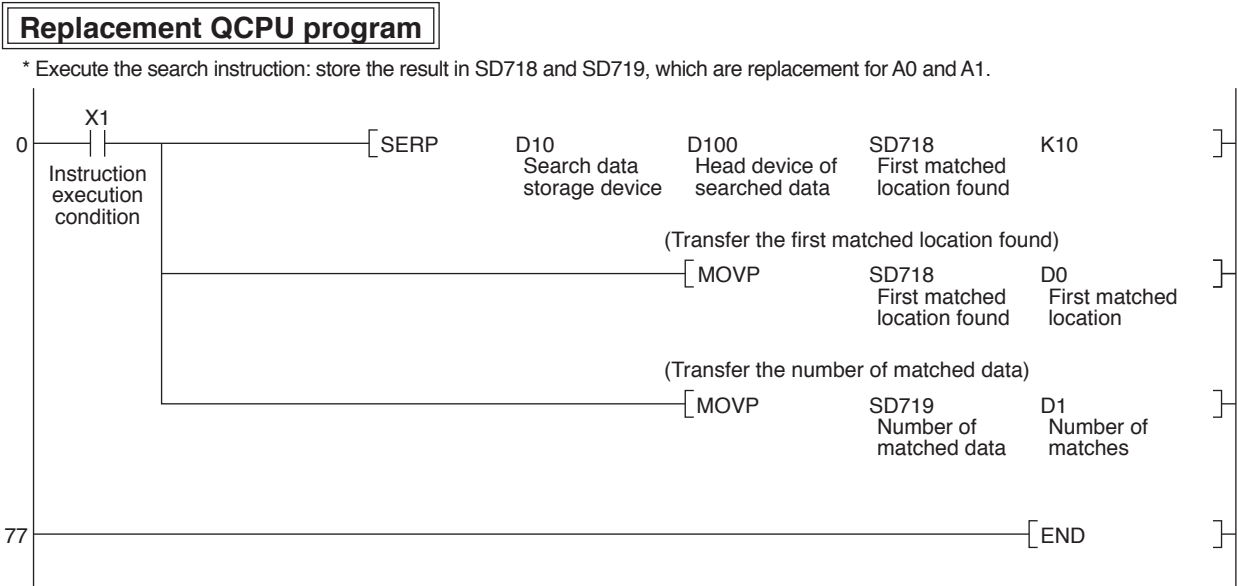 Replacement QCPU program
* Execute the search instruction: store the result in SD718 and SD719, which are replacement for A0 and A1.
X1
0 SERP D10 D100 SD718 K10
Instruction execution condition
Search data storage device
Head device of searched data
First matched location found
(Transfer the first matched location found)
MOVP SD718 D0
First matched location found
First matched location
(Transfer the number of matched data)
MOVP SD719 D1
Number of matched data
Number of matches
77 END